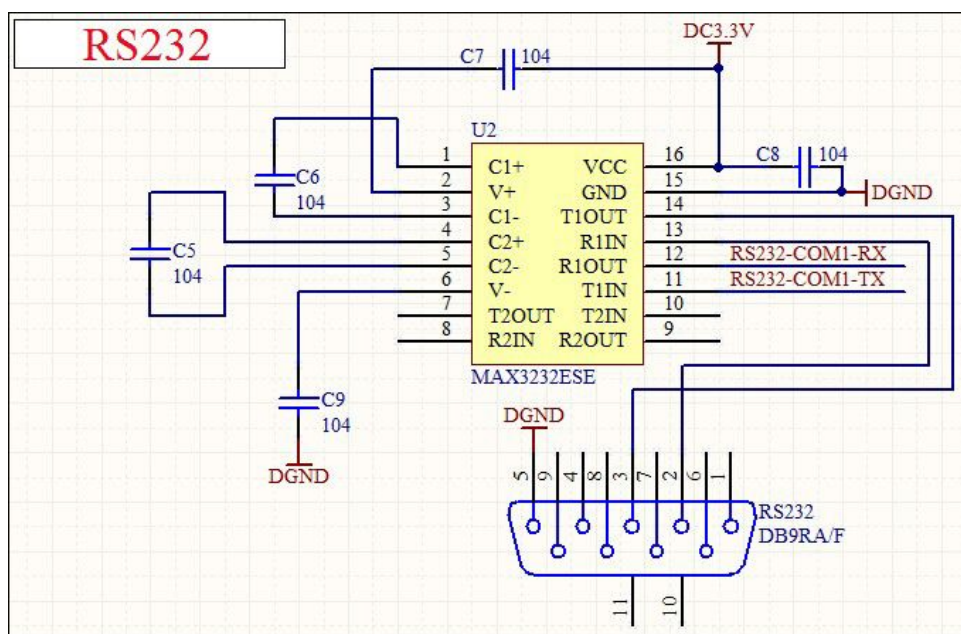 RS232
DC3.3V
C7 104
U2
1 C1+ VCC 16 C8 104
2 V+ GND 15 DGND
3 C1- T1OUT 14
4 C2+ R1IN 13
5 C2- R1OUT 12 RS232-COM1-RX
6 V- T1IN 11 RS232-COM1-TX
7 T2OUT T2IN 10
8 R2IN R2OUT 9
MAX3232ESE
C6
104
C5
104
C9
104
DGND
DGND
5 9 4 8 3 7 2 6 1
RS232
DB9RA/F
11 10